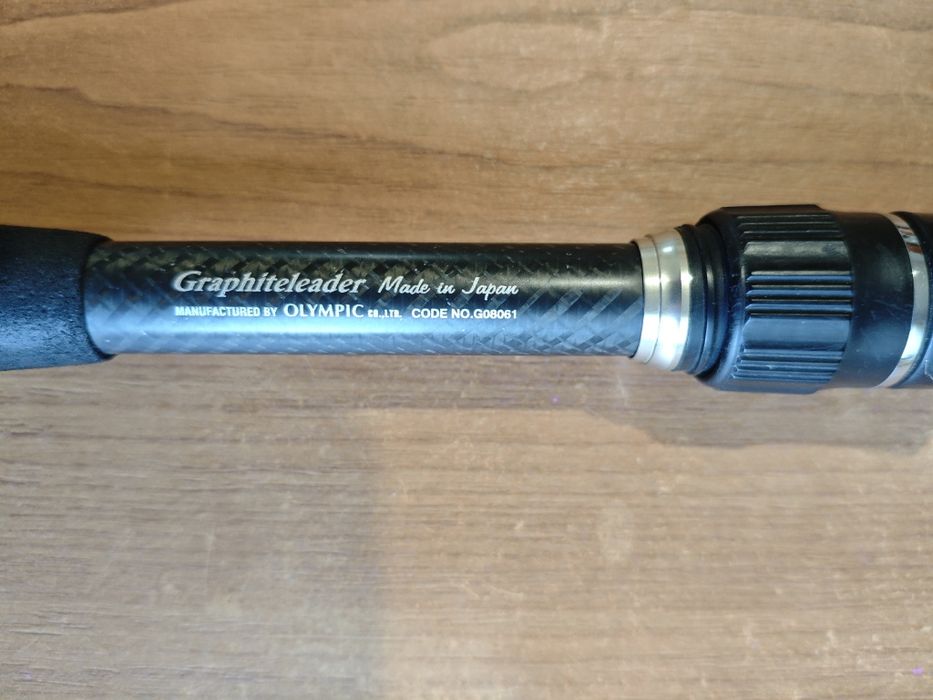 Graphiteleader Made in Japan
MANUFACTURED BY OLYMPIC CO.,LTD. CODE NO.G08061